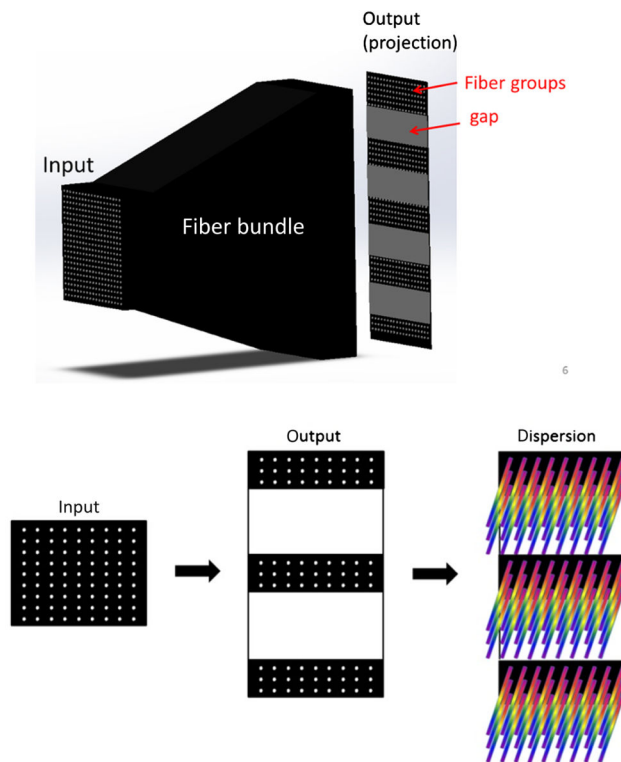 Output
(projection)
Fiber groups
gap
Input
Fiber bundle
6
Output
Dispersion
Input